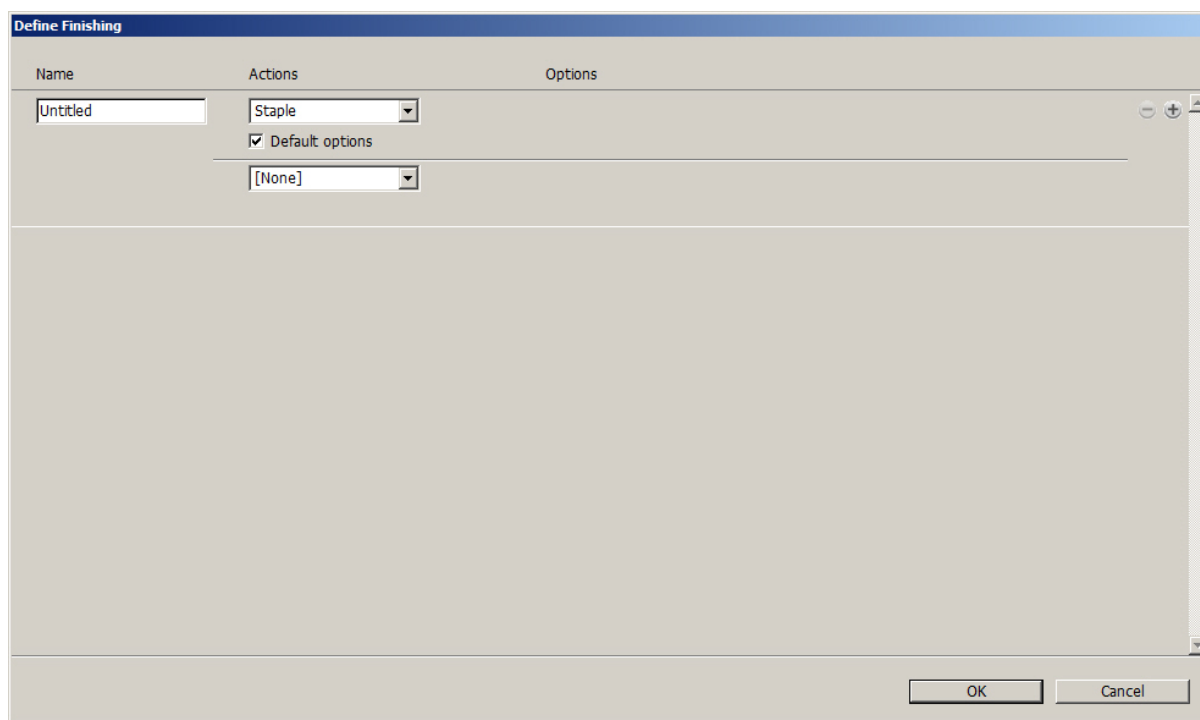 Define Finishing
Name Actions Options
Untitled Staple
Default options
[None]
OK Cancel